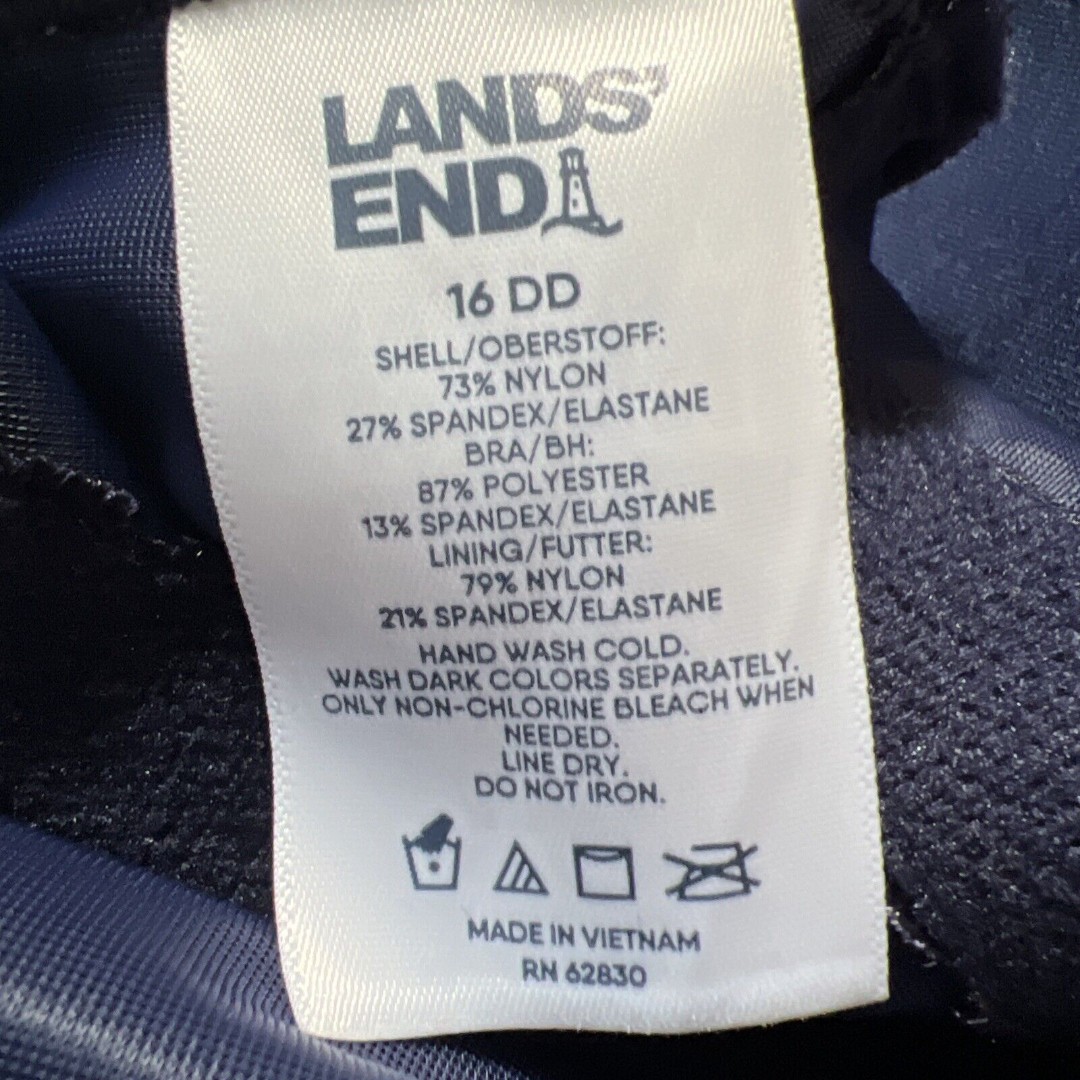 LANDS'
END
16 DD
SHELL/OBERSTOFF:
73% NYLON
27% SPANDEX/ELASTANE
BRA/BH:
87% POLYESTER
13% SPANDEX/ELASTANE
LINING/FUTTER:
79% NYLON
21% SPANDEX/ELASTANE
HAND WASH COLD.
WASH DARK COLORS SEPARATELY.
ONLY NON-CHLORINE BLEACH WHEN
NEEDED.
LINE DRY.
DO NOT IRON.
MADE IN VIETNAM
RN 62830